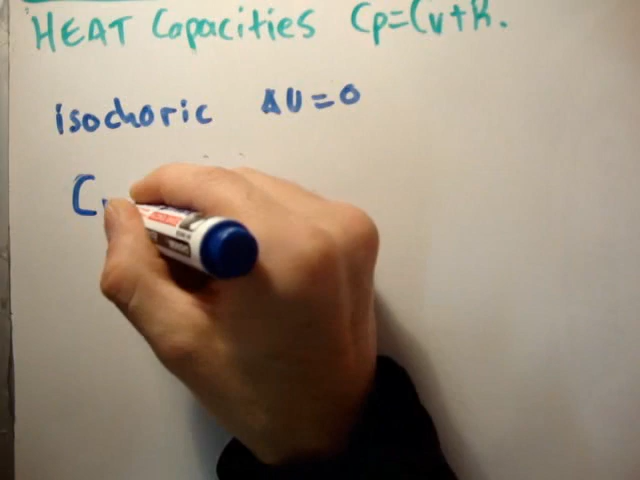 HEAT Capacities Cp=Cv+R.
isochoric ΔU=0
C